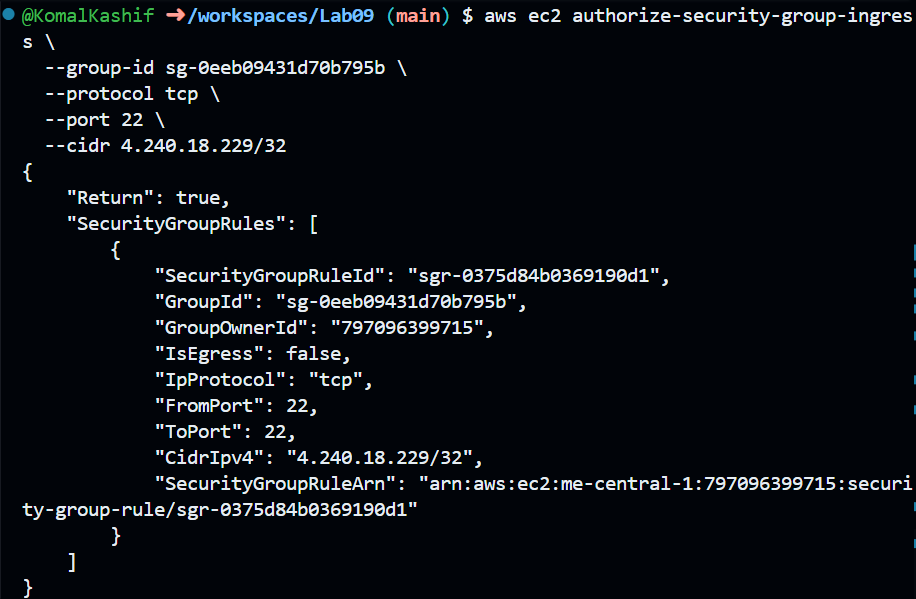 @KomalKashif ➜/workspaces/Lab09 (main) $ aws ec2 authorize-security-group-ingres
s \
  --group-id sg-0eeb09431d70b795b \
  --protocol tcp \
  --port 22 \
  --cidr 4.240.18.229/32
{
    "Return": true,
    "SecurityGroupRules": [
        {
            "SecurityGroupRuleId": "sgr-0375d84b0369190d1",
            "GroupId": "sg-0eeb09431d70b795b",
            "GroupOwnerId": "797096399715",
            "IsEgress": false,
            "IpProtocol": "tcp",
            "FromPort": 22,
            "ToPort": 22,
            "CidrIpv4": "4.240.18.229/32",
            "SecurityGroupRuleArn": "arn:aws:ec2:me-central-1:797096399715:securi
ty-group-rule/sgr-0375d84b0369190d1"
        }
    ]
}